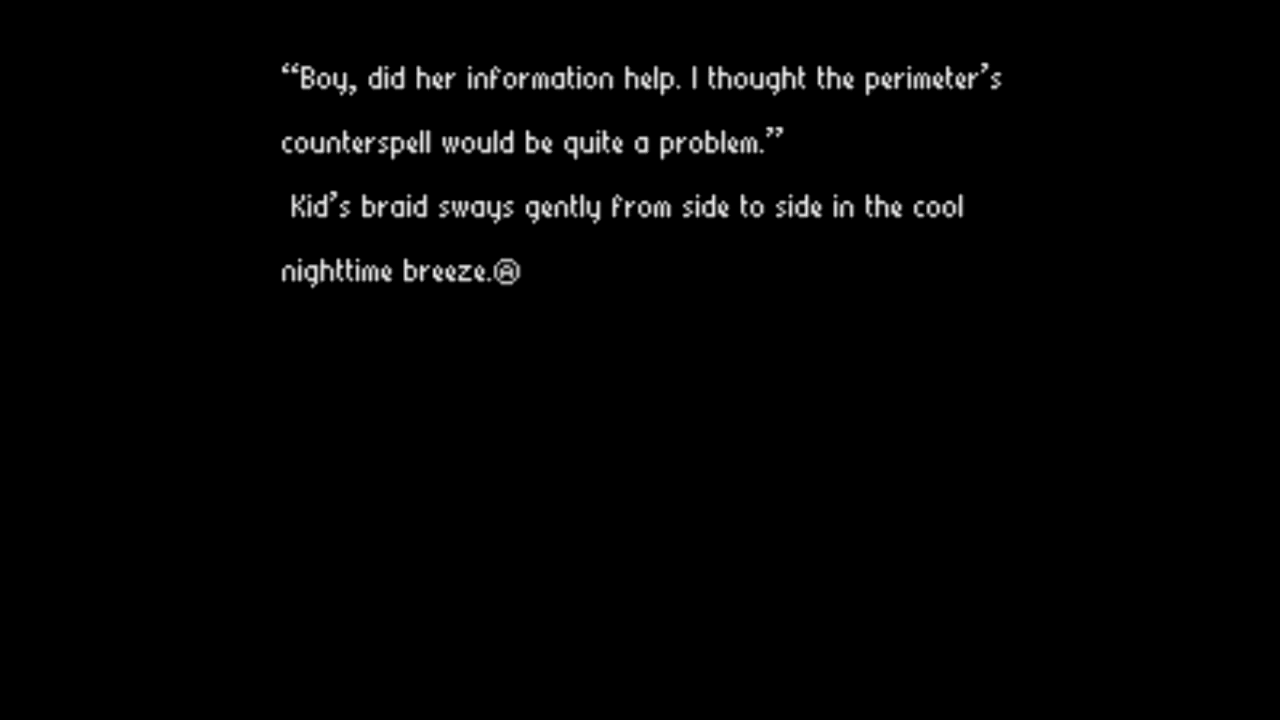 “Boy, did her information help. I thought the perimeter’s
counterspell would be quite a problem.”
Kid’s braid sways gently from side to side in the cool
nighttime breeze.Ⓐ